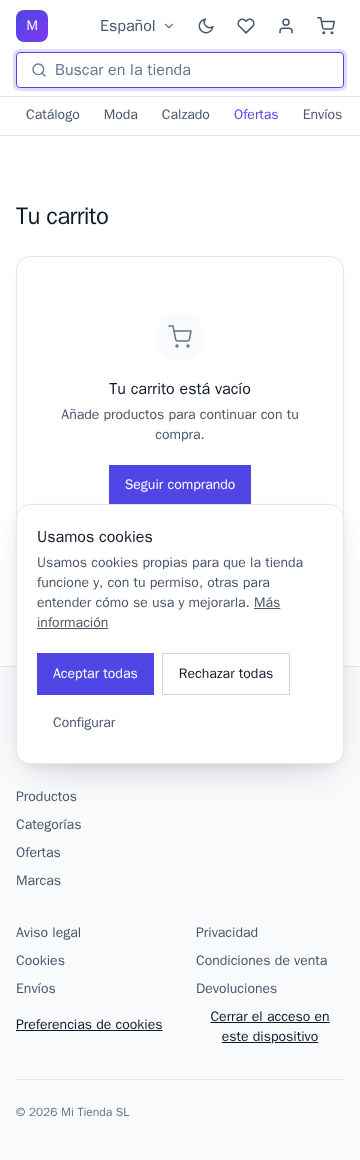 M
Español
Buscar en la tienda
Catálogo Moda Calzado Ofertas Envíos
Tu carrito
Tu carrito está vacío
Añade productos para continuar con tu
compra.
Seguir comprando
Usamos cookies
Usamos cookies propias para que la tienda
funcione y, con tu permiso, otras para
entender cómo se usa y mejorarla. Más
información
Aceptar todas Rechazar todas
Configurar
Productos
Categorías
Ofertas
Marcas
Aviso legal Privacidad
Cookies Condiciones de venta
Envíos Devoluciones
Preferencias de cookies Cerrar el acceso en
este dispositivo
© 2026 Mi Tienda SL